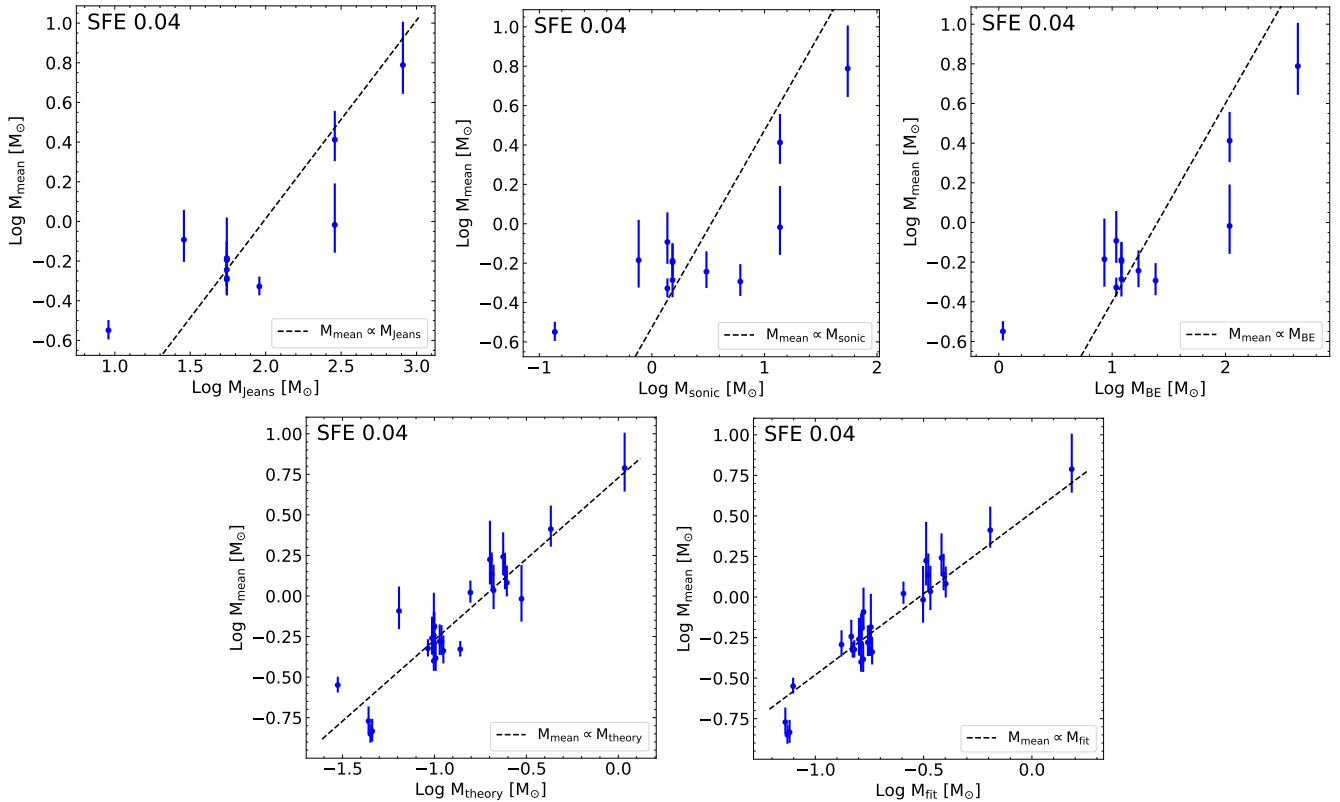 SFE 0.04
Log M_mean [M_⊙]
1.0
0.8
0.6
0.4
0.2
0.0
−0.2
−0.4
−0.6
M_mean ∝ M_Jeans
1.0 1.5 2.0 2.5 3.0
Log M_Jeans [M_⊙]
SFE 0.04
Log M_mean [M_⊙]
1.0
0.8
0.6
0.4
0.2
0.0
−0.2
−0.4
−0.6
M_mean ∝ M_sonic
−1 0 1 2
Log M_sonic [M_⊙]
SFE 0.04
Log M_mean [M_⊙]
1.0
0.8
0.6
0.4
0.2
0.0
−0.2
−0.4
−0.6
M_mean ∝ M_BE
0 1 2
Log M_BE [M_⊙]
SFE 0.04
Log M_mean [M_⊙]
1.00
0.75
0.50
0.25
0.00
−0.25
−0.50
−0.75
M_mean ∝ M_theory
−1.5 −1.0 −0.5 0.0
Log M_theory [M_⊙]
SFE 0.04
Log M_mean [M_⊙]
1.00
0.75
0.50
0.25
0.00
−0.25
−0.50
−0.75
M_mean ∝ M_fit
−1.0 −0.5 0.0
Log M_fit [M_⊙]